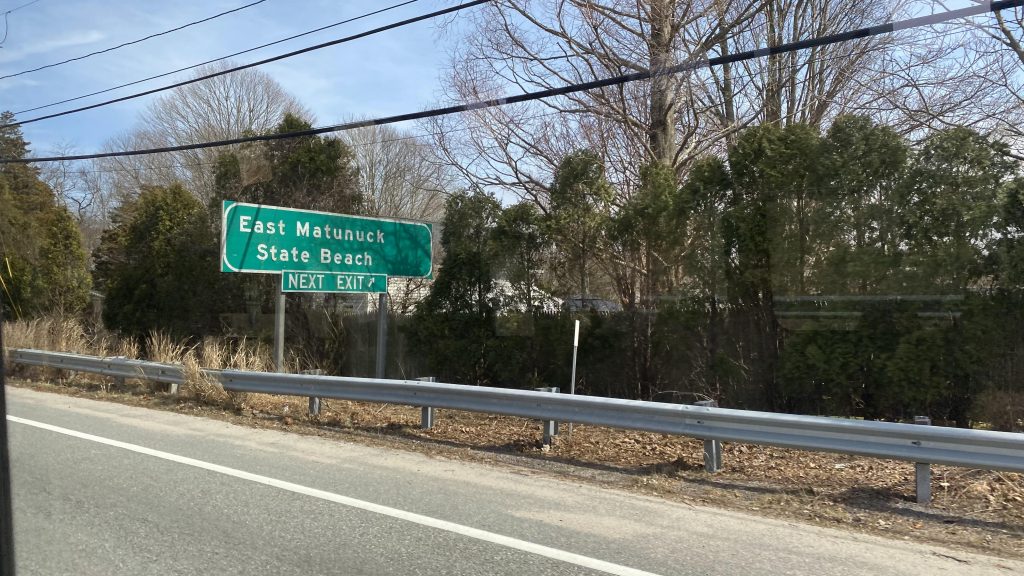 East Matunuck
State Beach
NEXT EXIT ↗